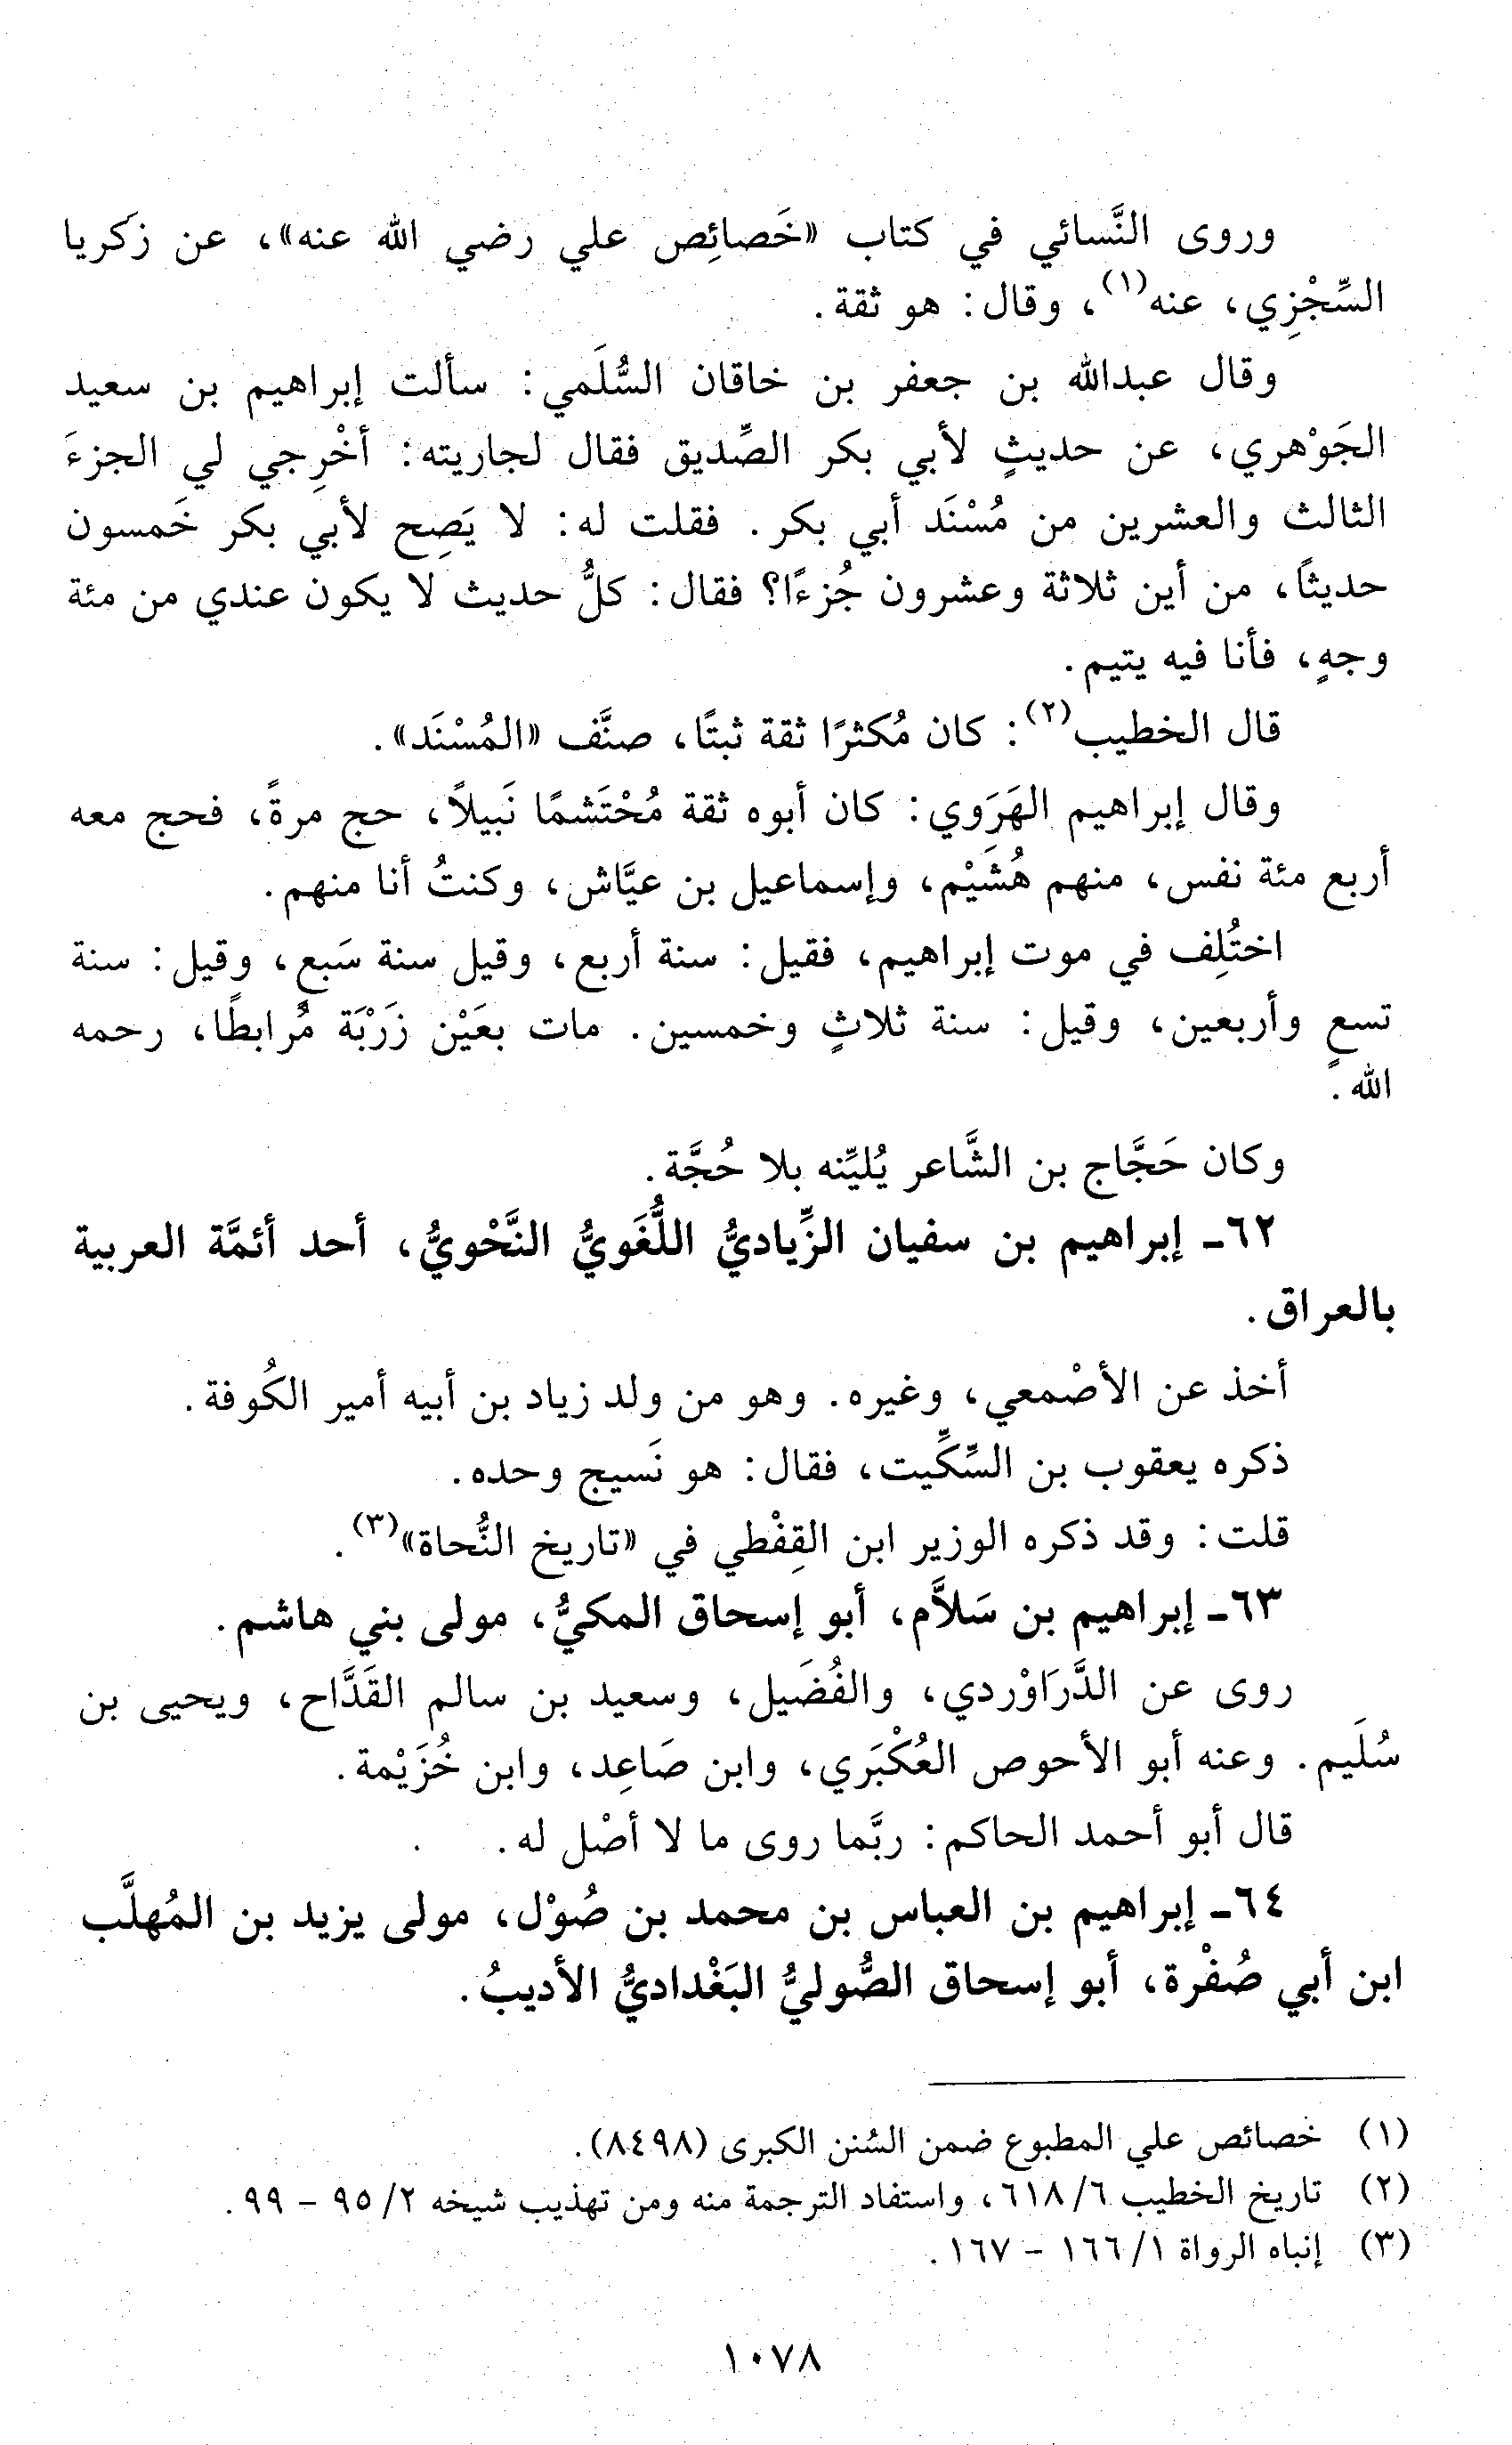 وروى النَّسائي في كتاب «خَصائِص علي رضي الله عنه»، عن زكريا
السِّجْزِي، عنه(١)، وقال: هو ثقة.
وقال عبدالله بن جعفر بن خاقان السُّلَمي: سألت إبراهيم بن سعيد
الجَوْهري، عن حديثٍ لأبي بكر الصِّديق فقال لجاريته: أخْرِجي لي الجزءَ
الثالث والعشرين من مُسْنَد أبي بكر. فقلت له: لا يَصِح لأبي بكر خَمسون
حديثًا، من أين ثلاثة وعشرون جُزءًا؟ فقال: كلُّ حديث لا يكون عندي من مئة
وجهٍ، فأنا فيه يتيم.
قال الخطيب(٢): كان مُكثرًا ثقة ثبتًا، صنَّف «المُسْنَد».
وقال إبراهيم الهَرَوي: كان أبوه ثقة مُحْتَشمًا نَبيلاً، حج مرةً، فحج معه
أربع مئة نفس، منهم هُشَيْم، وإسماعيل بن عيَّاش، وكنتُ أنا منهم.
اختُلِف في موت إبراهيم، فقيل: سنة أربع، وقيل سنة سَبعٍ، وقيل: سنة
تسعٍ وأربعين، وقيل: سنة ثلاثٍ وخمسين. مات بعَيْن زَرْبَة مُرابطًا، رحمه
الله.
وكان حَجَّاج بن الشَّاعر يُليِّنه بلا حُجَّة.
٦٢- إبراهيم بن سفيان الزِّياديُّ اللُّغَويُّ النَّحْويُّ، أحد أئمَّة العربية
بالعراق.
أخذ عن الأصْمعي، وغيره. وهو من ولد زياد بن أبيه أمير الكُوفة.
ذكره يعقوب بن السِّكِّيت، فقال: هو نَسيج وحده.
قلت: وقد ذكره الوزير ابن القِفْطي في «تاريخ النُّحاة»(٣).
٦٣- إبراهيم بن سَلاَّم، أبو إسحاق المكيُّ، مولى بني هاشم.
روى عن الدَّرَاوْردي، والفُضَيل، وسعيد بن سالم القَدَّاح، ويحيى بن
سُلَيم. وعنه أبو الأحوص العُكْبَري، وابن صَاعِد، وابن خُزَيْمة.
قال أبو أحمد الحاكم: ربَّما روى ما لا أصْل له.
٦٤- إبراهيم بن العباس بن محمد بن صُوْل، مولى يزيد بن المُهلَّب
ابن أبي صُفْرة، أبو إسحاق الصُّوليُّ البَغْداديُّ الأديبُ.
(١) خصائص علي المطبوع ضمن السُنن الكبرى (٨٤٩٨).
(٢) تاريخ الخطيب ٦/ ٦١٨، واستفاد الترجمة منه ومن تهذيب شيخه ٢/ ٩٥ - ٩٩.
(٣) إنباه الرواة ١/ ١٦٦ - ١٦٧.
١٠٧٨